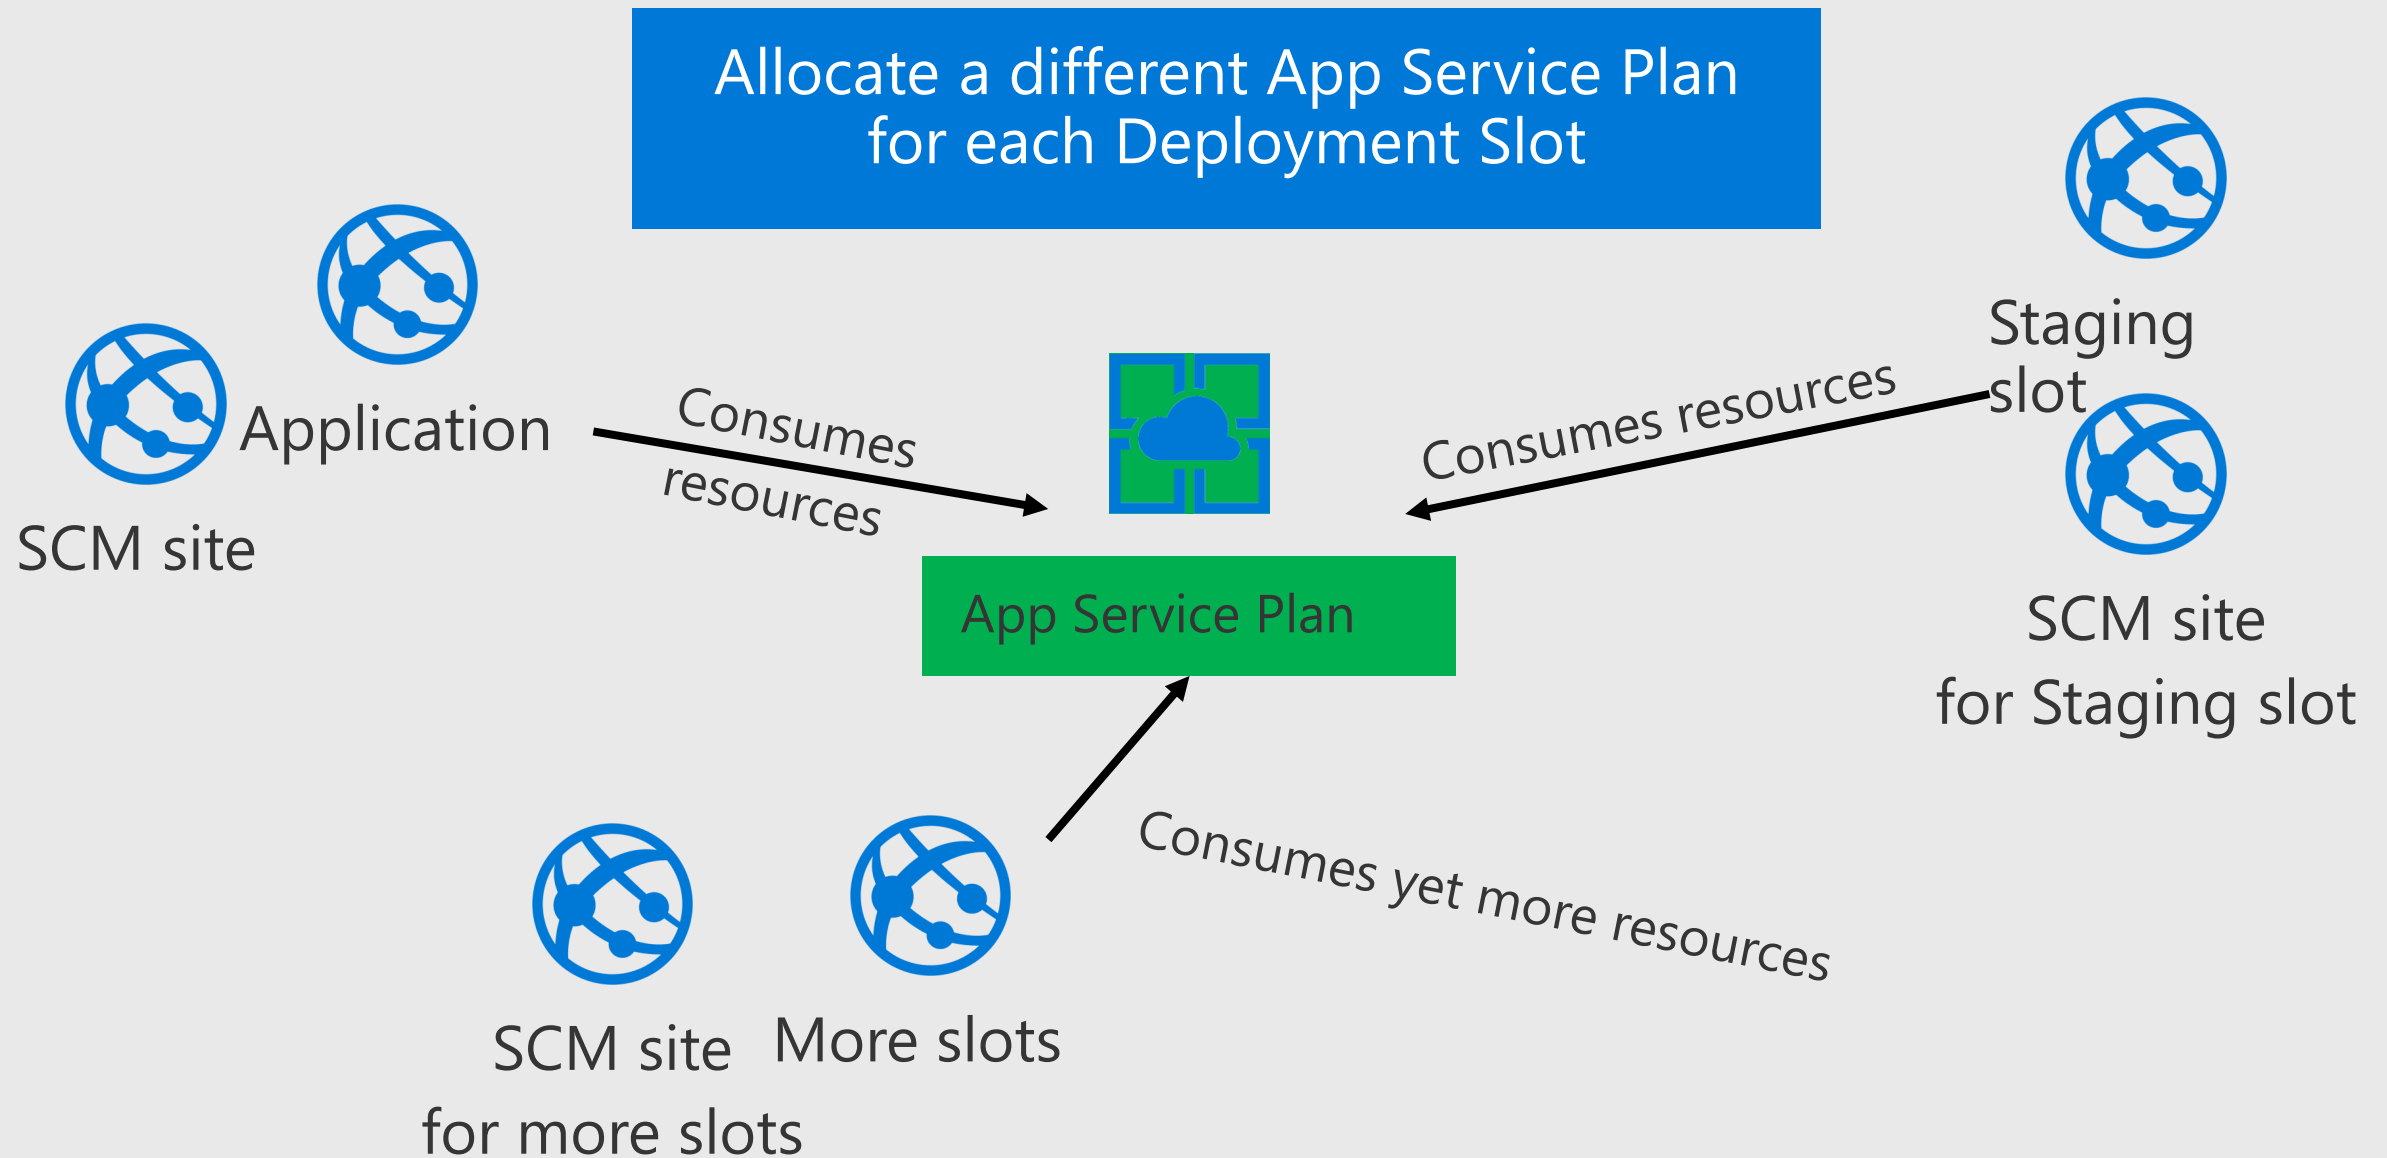 Allocate a different App Service Plan
for each Deployment Slot
Application
SCM site
Consumes
resources
App Service Plan
Consumes resources
Staging
slot
SCM site
for Staging slot
Consumes yet more resources
SCM site
for more slots
More slots